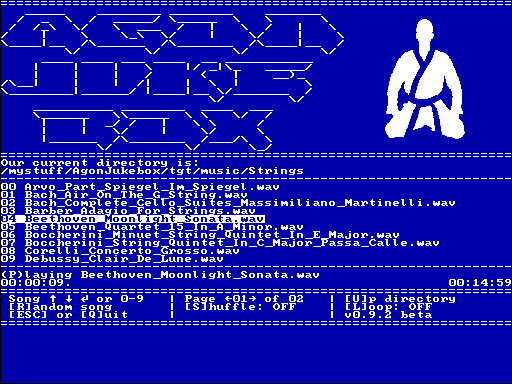 AGON
JUKE
BOX
Our current directory is:
/mystuff/AgonJukebox/tgt/music/Strings
00 Arvo_Part_Spiegel_Im_Spiegel.wav
01 Bach_Air_On_The_G_String.wav
02 Bach_Complete_Cello_Suites_Massimiliano_Martinelli.wav
03 Barber_Adagio_For_Strings.wav
04 Beethoven_Moonlight_Sonata.wav
05 Beethoven_Quartet_15_In_A_Minor.wav
06 Boccherini_Minuet_String_Quintet_In_E_Major.wav
07 Boccherini_String_Quintet_In_C_Major_Passa_Calle.wav
08 Corelli_Concerto_Grosso.wav
09 Debussy_Clair_De_Lune.wav
(P)laying Beethoven_Moonlight_Sonata.wav
00:00:09. 00:14:59
Song ↑ ↓ ↲ or 0-9 | Page ←01→ of 02 | [U]p directory
[R]andom song | [S]huffle: OFF | [L]oop: OFF
[ESC] or [Q]uit | | v0.9.2 beta